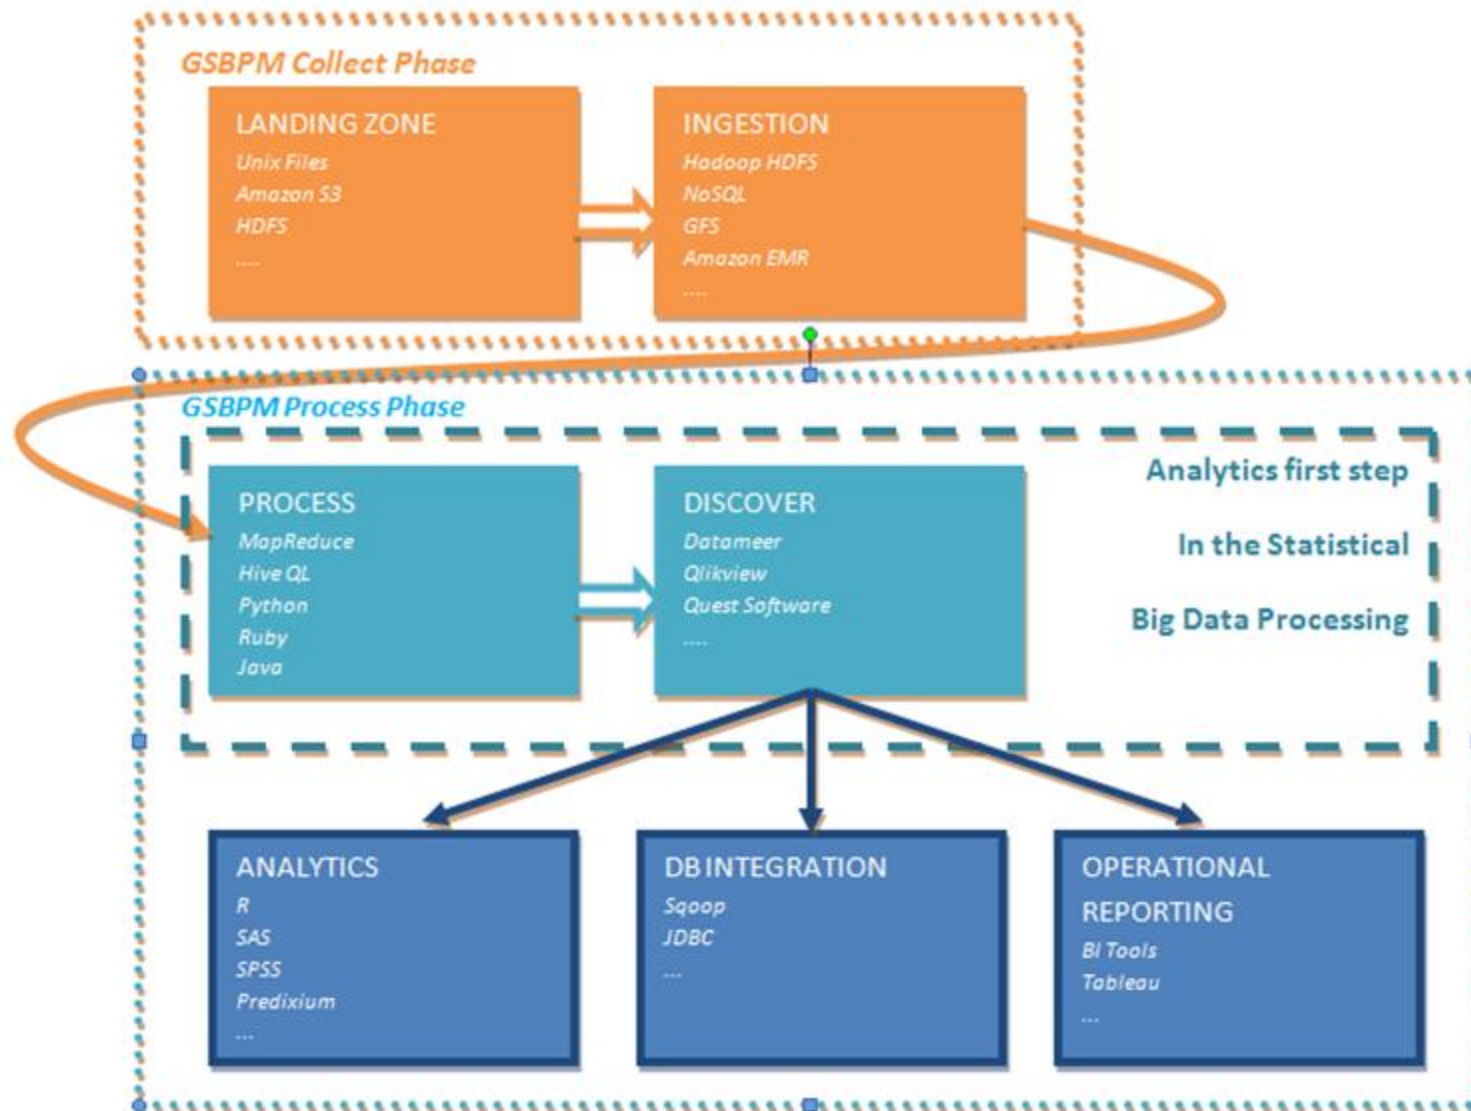 GSBPM Collect Phase
LANDING ZONE
Unix Files
Amazon S3
HDFS
....
INGESTION
Hadoop HDFS
NoSQL
GFS
Amazon EMR
....
GSBPM Process Phase
PROCESS
MapReduce
Hive QL
Python
Ruby
Java
DISCOVER
Datameer
Qlikview
Quest Software
....
Analytics first step
In the Statistical
Big Data Processing
ANALYTICS
R
SAS
SPSS
Predixium
...
DB INTEGRATION
Sqoop
JDBC
...
OPERATIONAL
REPORTING
BI Tools
Tableau
...